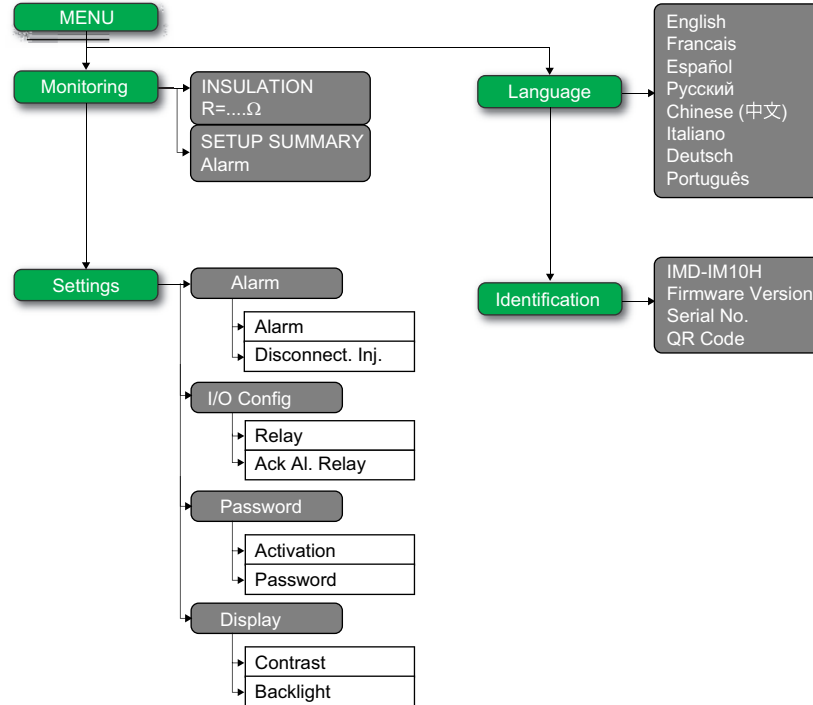 MENU
Monitoring
INSULATION
R=....Ω
SETUP SUMMARY
Alarm
Settings
Alarm
Alarm
Disconnect. Inj.
I/O Config
Relay
Ack Al. Relay
Password
Activation
Password
Display
Contrast
Backlight
Language
English
Francais
Español
Русский
Chinese (中文)
Italiano
Deutsch
Português
Identification
IMD-IM10H
Firmware Version
Serial No.
QR Code